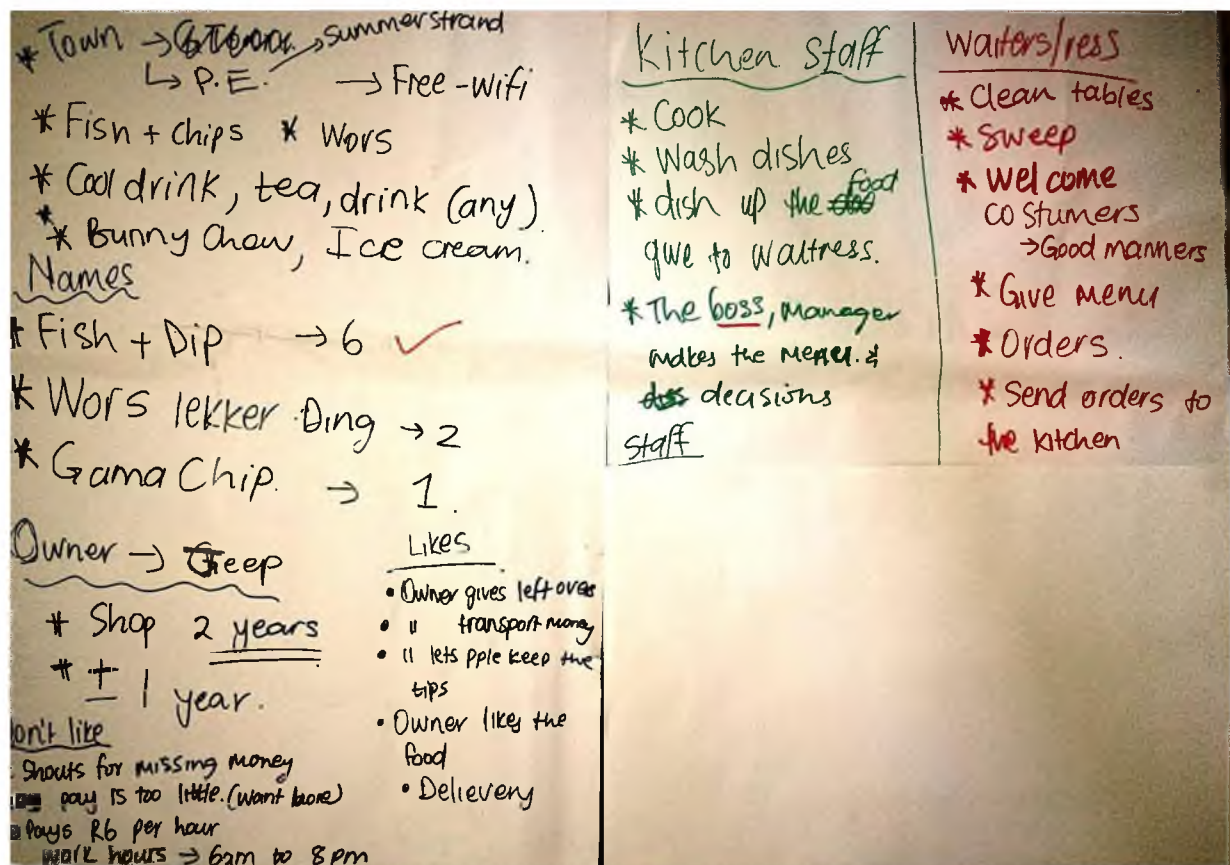 * Town → summerstrand
↳ P.E. → Free-wifi
* Fish + chips * Wors
* Cool drink, tea, drink (any)
*
* Bunny Chow, Ice cream.
Names
* Fish + Dip → 6 ✓
* Wors lekker Ding → 2
* Gama Chip. → 1.
Owner → Geep
* Shop 2 years
* ± 1 year.
Don't like
Shouts for missing money
pay is too little. (want more)
Pays R6 per hour
work hours → 6am to 8pm
Likes
• Owner gives left overs
• " transport money
• " lets pple keep the
tips
• Owner likes the
food
• Delievery
Kitchen Staff
* Cook
* Wash dishes
* dish up the food
give to waitress.
* The boss, Manager
makes the menu. &
decisions
staff
Waiters/ress
* Clean tables
* Sweep
* Welcome
costumers
→ Good manners
* Give menu
* Orders.
* Send orders to
the kitchen